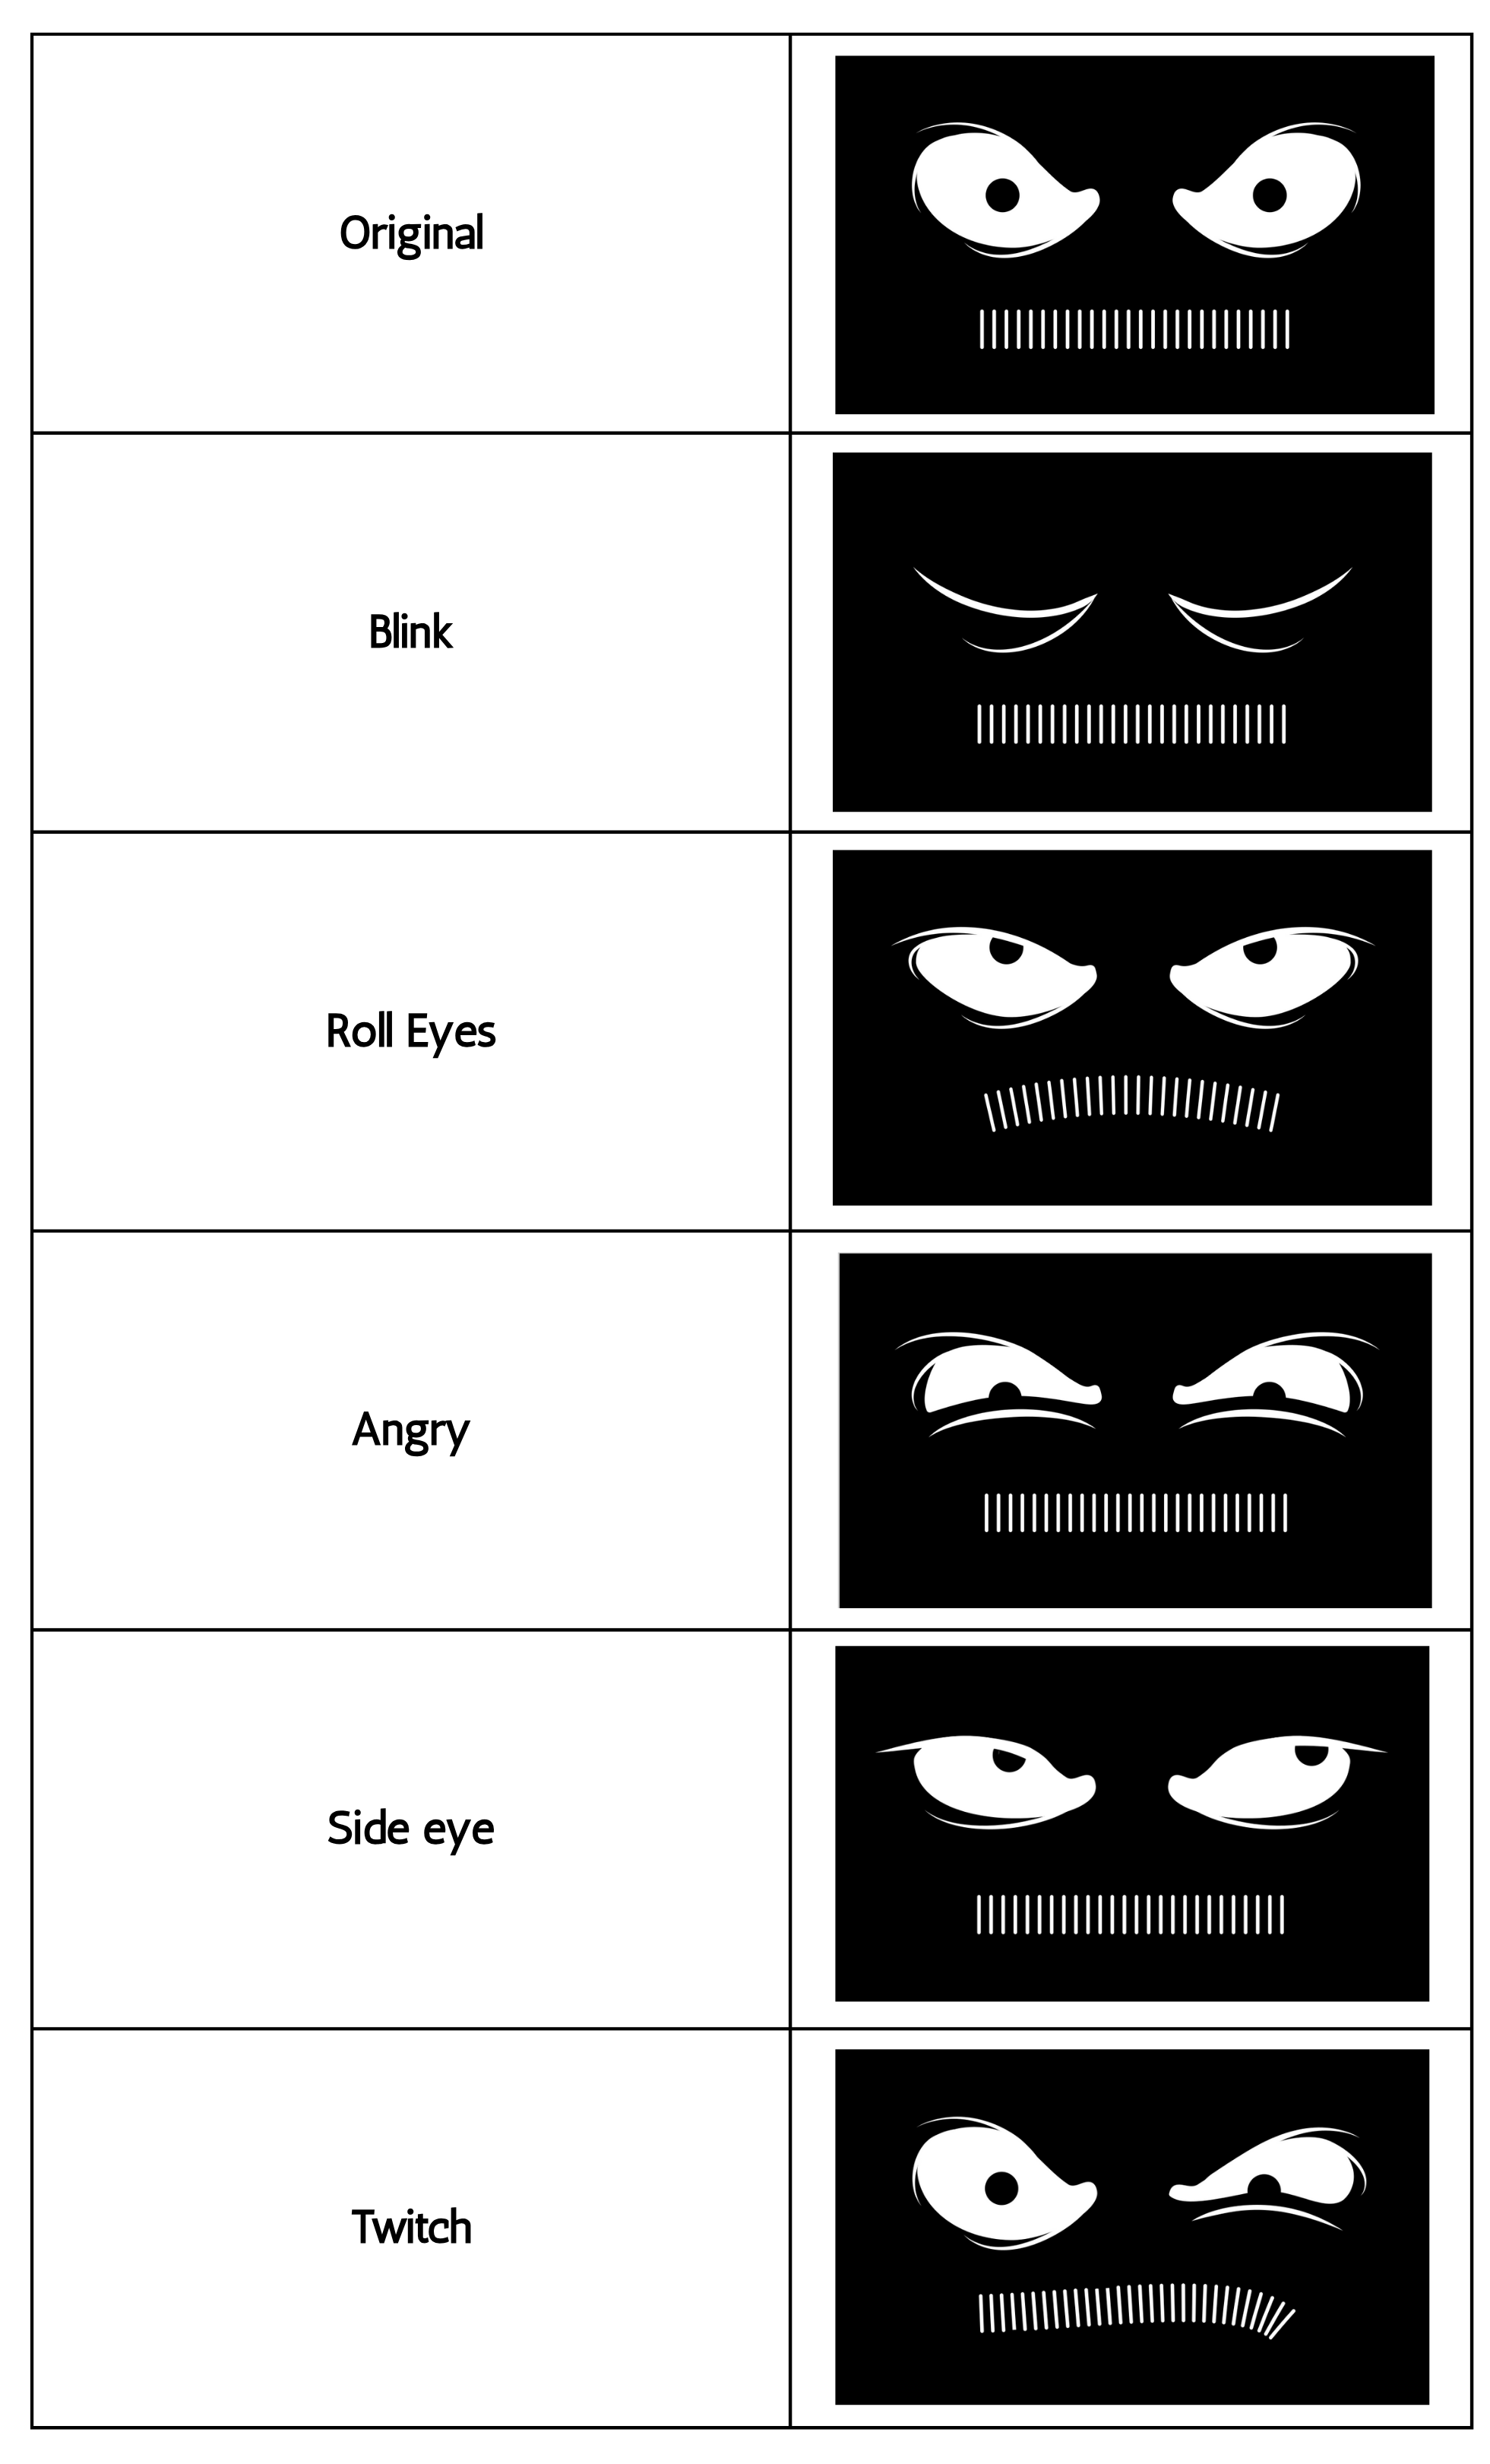 Original
Blink
Roll Eyes
Angry
Side eye
Twitch